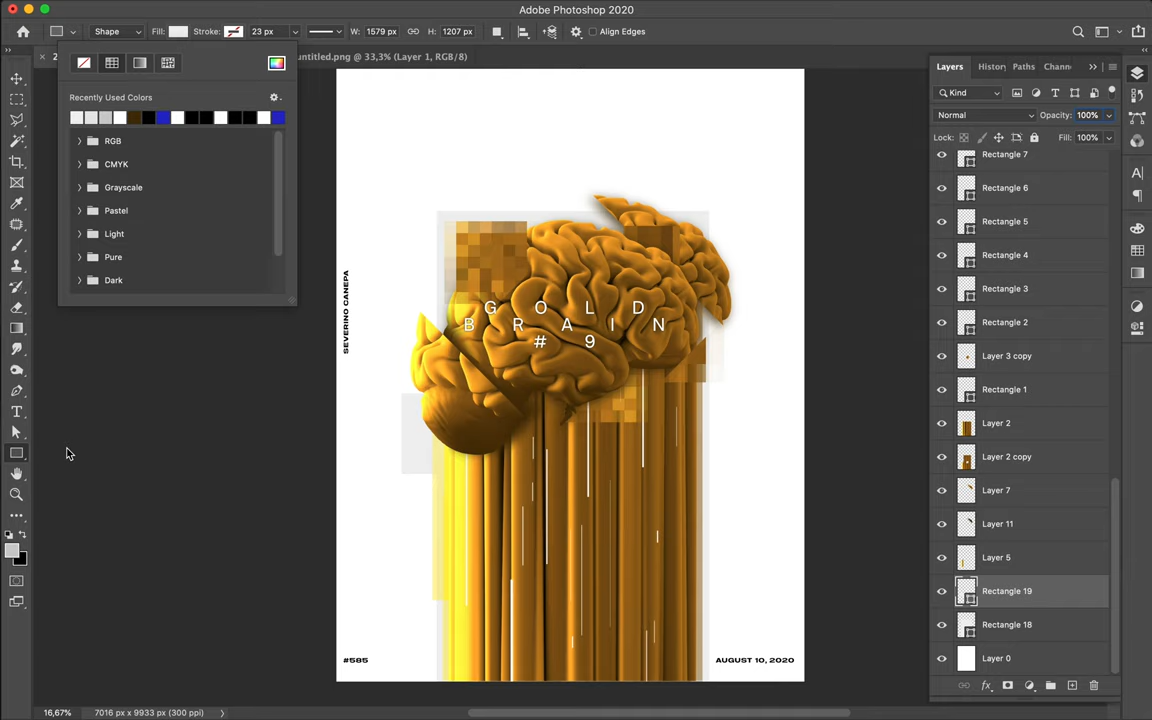 Adobe Photoshop 2020
Shape
Fill:
Stroke:
23 px
W: 1579 px
H: 1207 px
Align Edges
untitled.png @ 33,3% (Layer 1, RGB/8)
Recently Used Colors
RGB
CMYK
Grayscale
Pastel
Light
Pure
Dark
SEVERINO CANEPA
G O L D
B R A I N
# 9
#585
AUGUST 10, 2020
Layers
History
Paths
Chann
Kind
Normal
Opacity: 100%
Lock:
Fill: 100%
Rectangle 7
Rectangle 6
Rectangle 5
Rectangle 4
Rectangle 3
Rectangle 2
Layer 3 copy
Rectangle 1
Layer 2
Layer 2 copy
Layer 7
Layer 11
Layer 5
Rectangle 19
Rectangle 18
Layer 0
16,67%
7016 px x 9933 px (300 ppi)